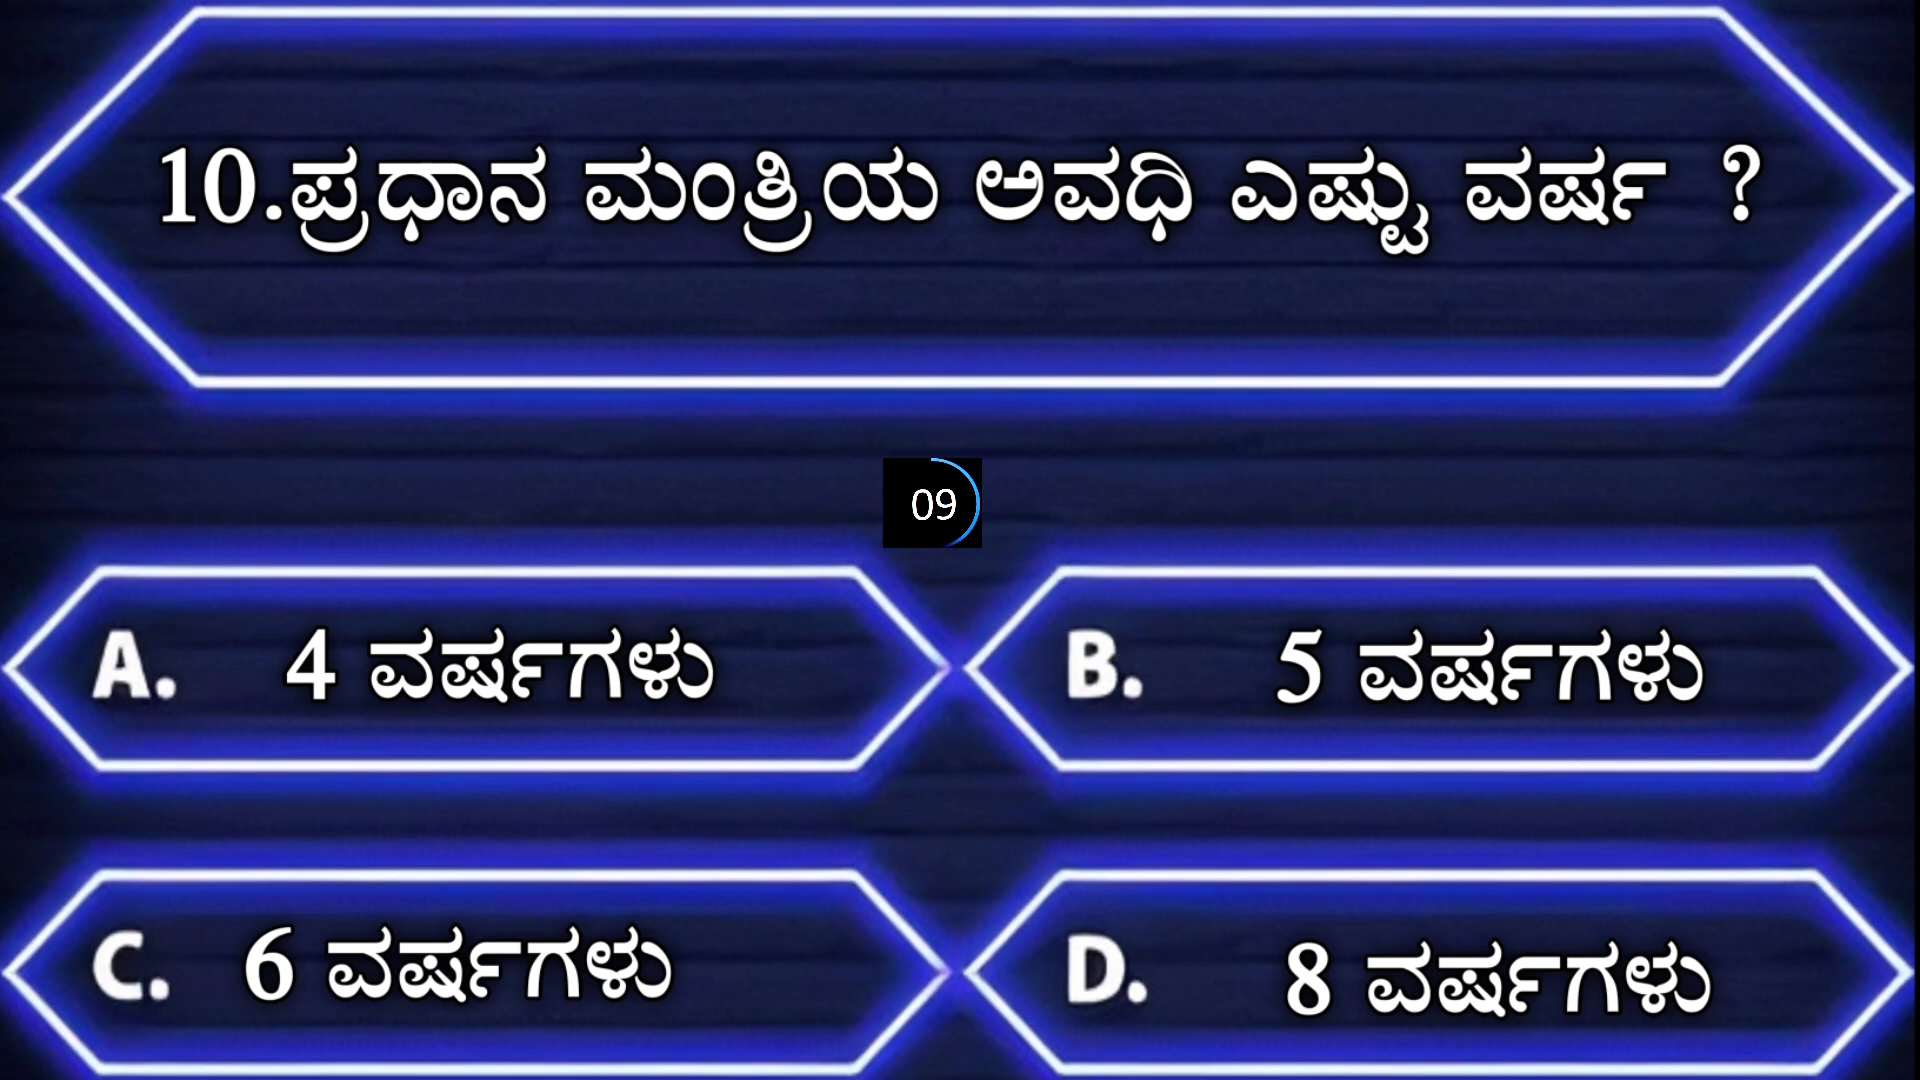 10.ಪ್ರಧಾನ ಮಂತ್ರಿಯ ಅವಧಿ ಎಷ್ಟು ವರ್ಷ ?
09
A. 4 ವರ್ಷಗಳು
B. 5 ವರ್ಷಗಳು
C. 6 ವರ್ಷಗಳು
D. 8 ವರ್ಷಗಳು